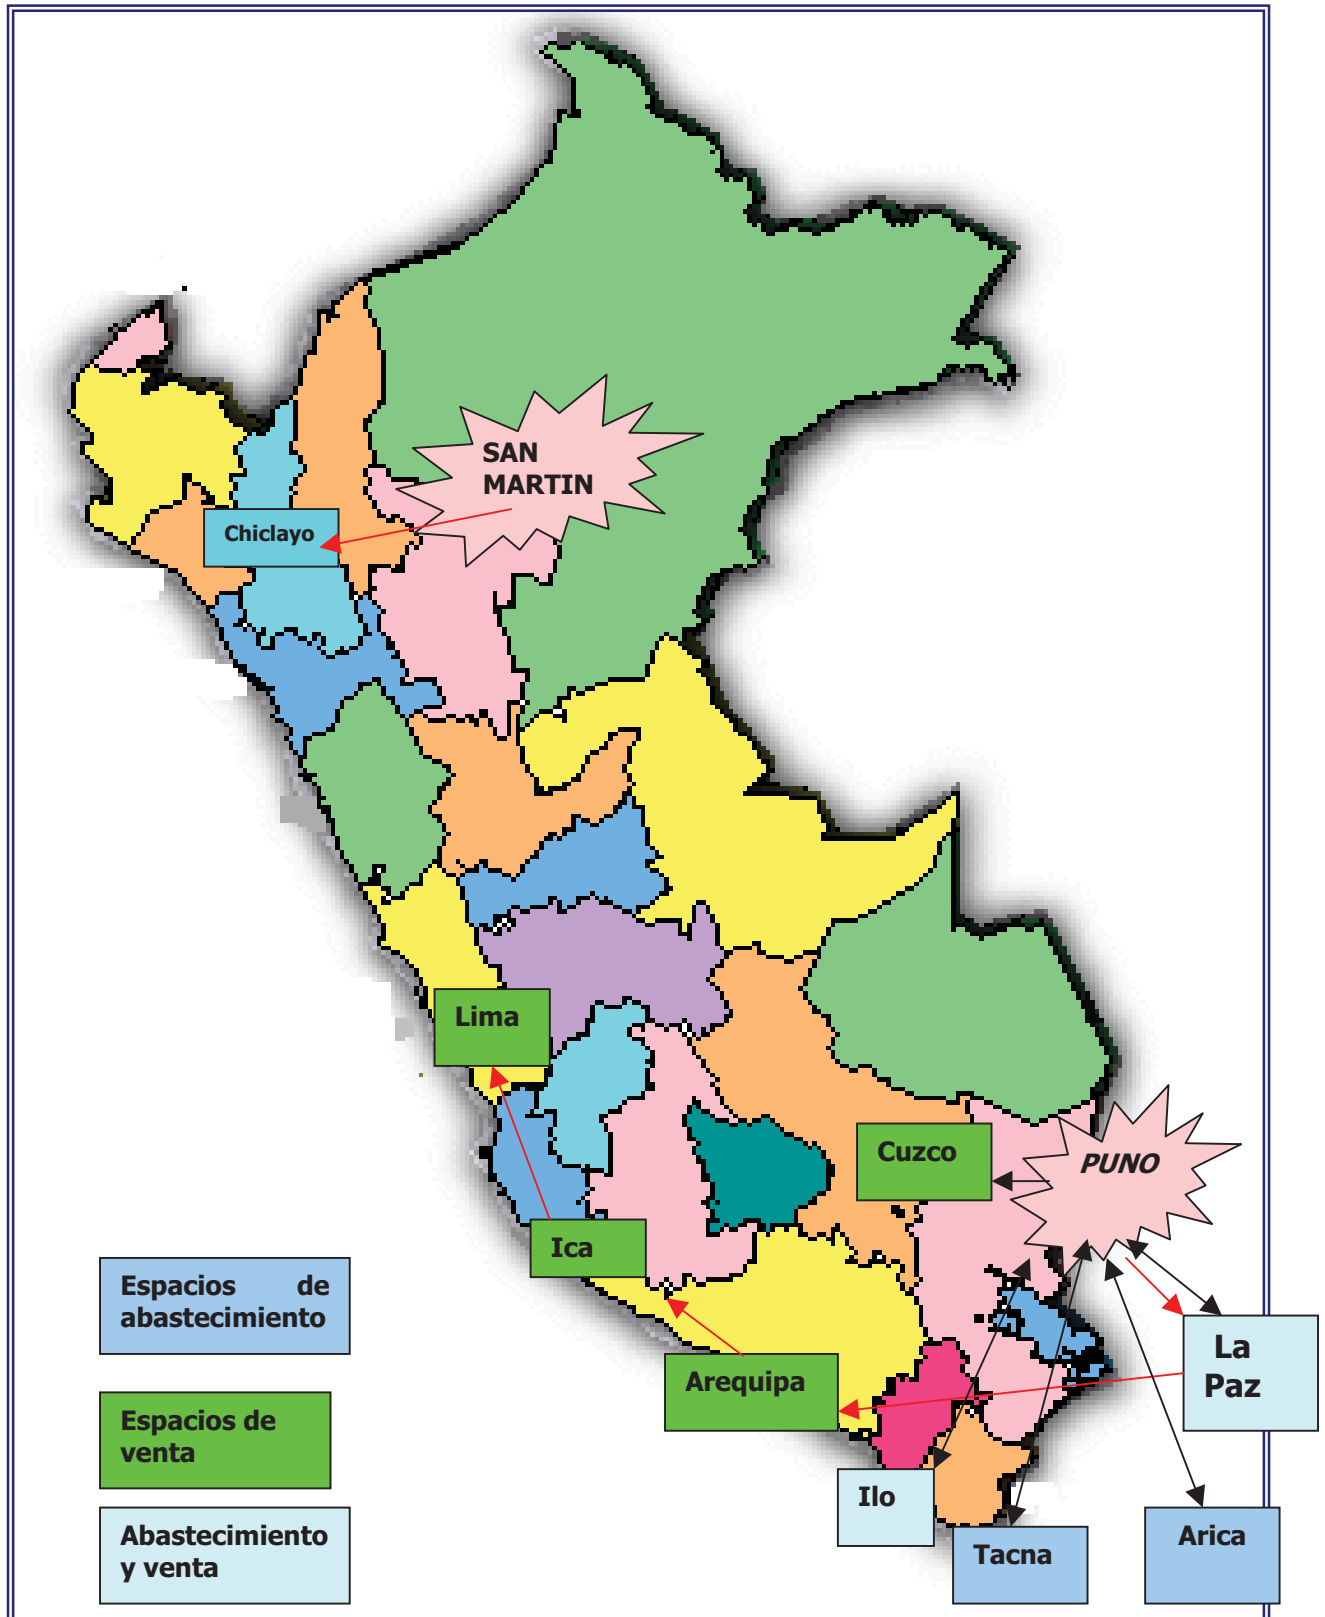 SAN
MARTIN
Chiclayo
Lima
Cuzco
PUNO
Ica
Espacios de
abastecimiento
La
Paz
Arequipa
Espacios de
venta
Ilo
Abastecimiento
y venta
Tacna
Arica